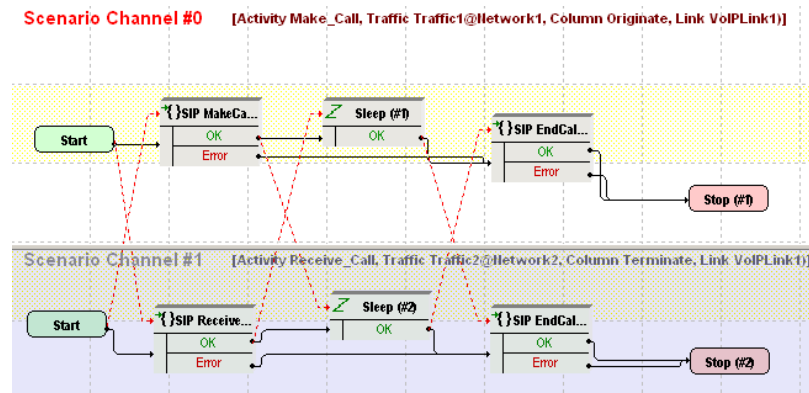 Scenario Channel #0 [Activity Make_Call, Traffic Traffic1@Network1, Column Originate, Link VoIPLink1)]
{}SIP MakeCa... Z Sleep (#1)
OK OK {}SIP EndCal...
Start Error OK
Error
Stop (#1)
Scenario Channel #1 [Activity Receive_Call, Traffic Traffic2@Network2, Column Terminate, Link VoIPLink1)]
Z Sleep (#2)
Start {}SIP Receive... OK {}SIP EndCal...
OK OK
Error Error Stop (#2)